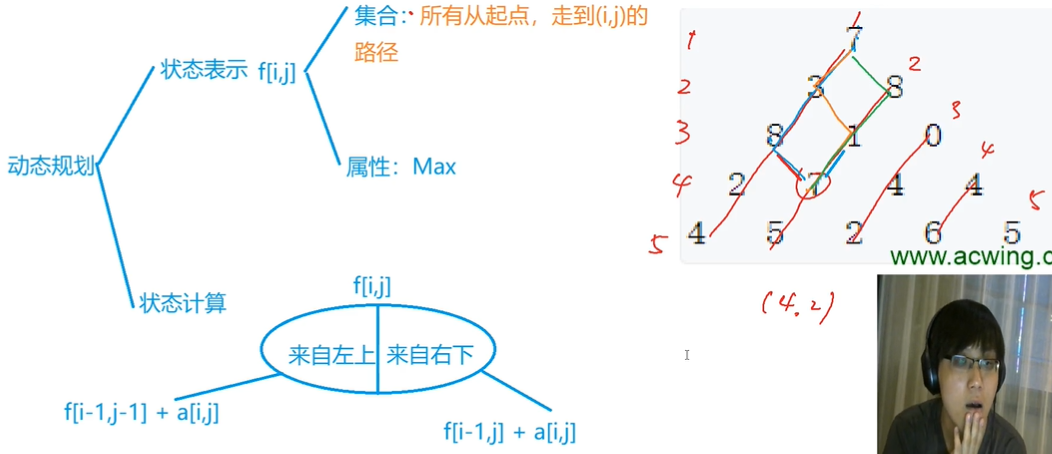 集合：所有从起点，走到(i,j)的
路径
状态表示 f[i,j]
动态规划
属性：Max
状态计算
f[i,j]
来自左上 来自右下
f[i-1,j-1] + a[i,j]
f[i-1,j] + a[i,j]
1 7
2 3 8 2
3 8 1 0 3
4 2 7 4 4 4
5 4 5 2 6 5 5
www.acwing.c
(4.2)